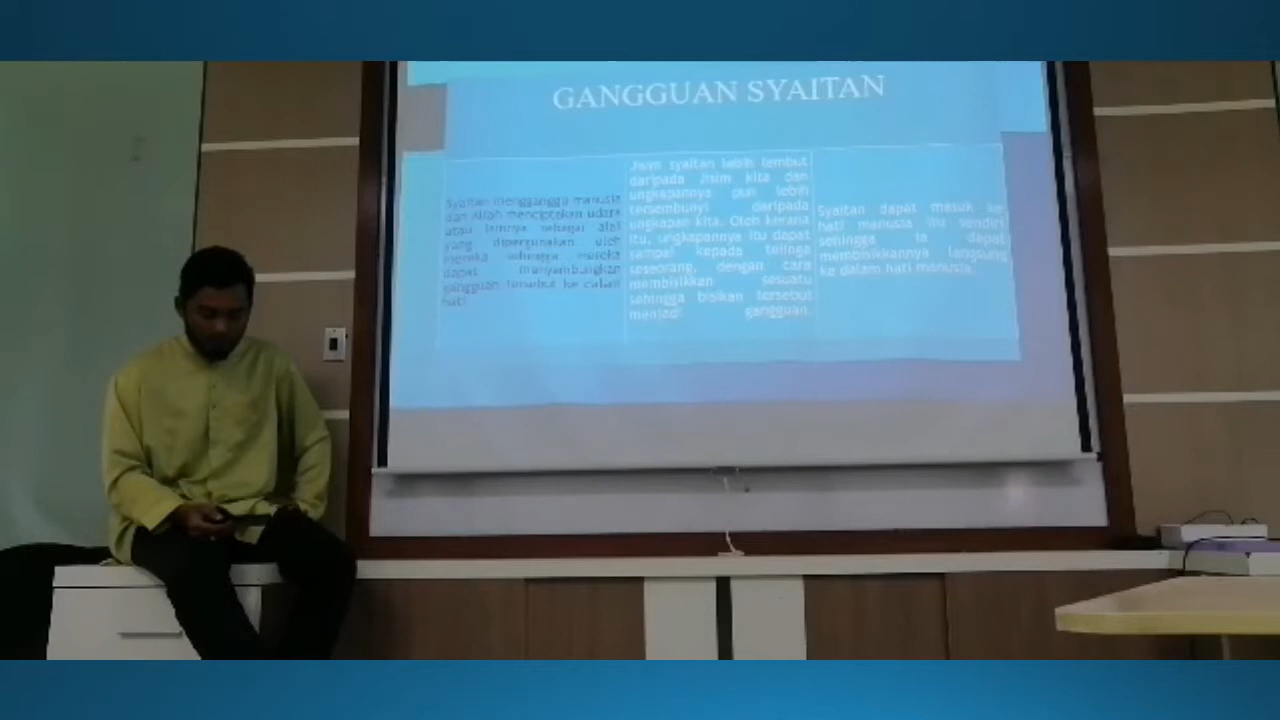 GANGGUAN SYAITAN
Syaitan mengganggu manusia
dan Allah menciptakan udara
atau lainnya sebagai alat
yang dipergunakan oleh
mereka sehingga mereka
dapat menyambungkan
gangguan tersebut ke dalam
hati
Jisim syaitan lebih lembut
daripada jisim kita dan
ungkapannya pun lebih
tersembunyi daripada
ungkapan kita. Oleh kerana
itu, ungkapannya itu dapat
sampai kepada telinga
seseorang, dengan cara
membisikkan sesuatu
sehingga bisikan tersebut
menjadi gangguan.
Syaitan dapat masuk ke
hati manusia itu sendiri
sehingga ia dapat
membisikkannya langsung
ke dalam hati manusia.